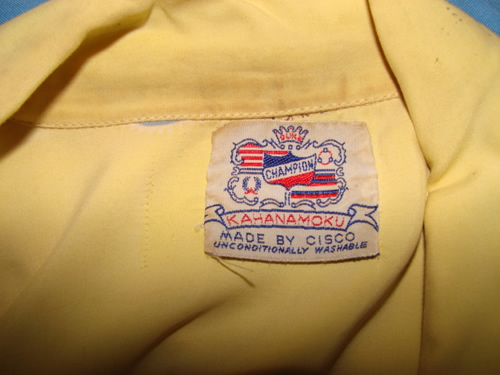 DUKE
CHAMPION
KAHANAMOKU
MADE BY CISCO
UNCONDITIONALLY WASHABLE